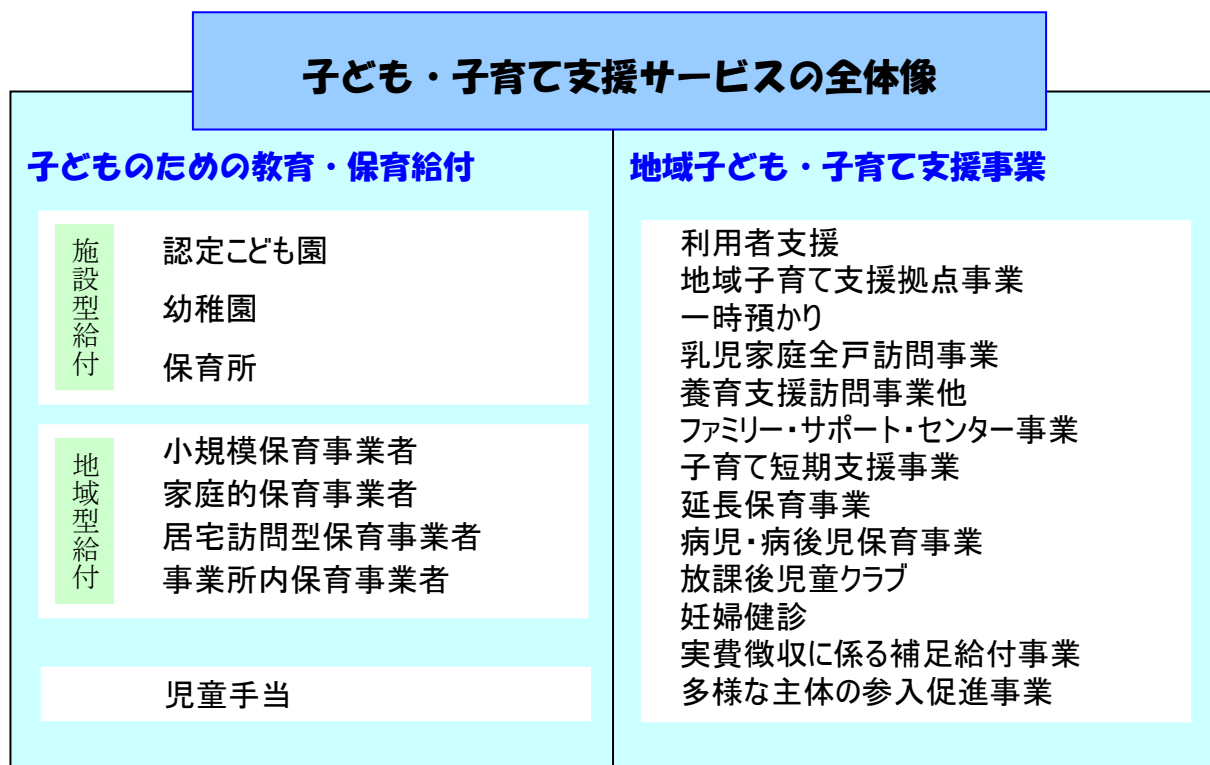 子ども・子育て支援サービスの全体像
子どものための教育・保育給付
施設型給付
認定こども園
幼稚園
保育所
地域型給付
小規模保育事業者
家庭的保育事業者
居宅訪問型保育事業者
事業所内保育事業者
児童手当
地域子ども・子育て支援事業
利用者支援
地域子育て支援拠点事業
一時預かり
乳児家庭全戸訪問事業
養育支援訪問事業他
ファミリー・サポート・センター事業
子育て短期支援事業
延長保育事業
病児・病後児保育事業
放課後児童クラブ
妊婦健診
実費徴収に係る補足給付事業
多様な主体の参入促進事業